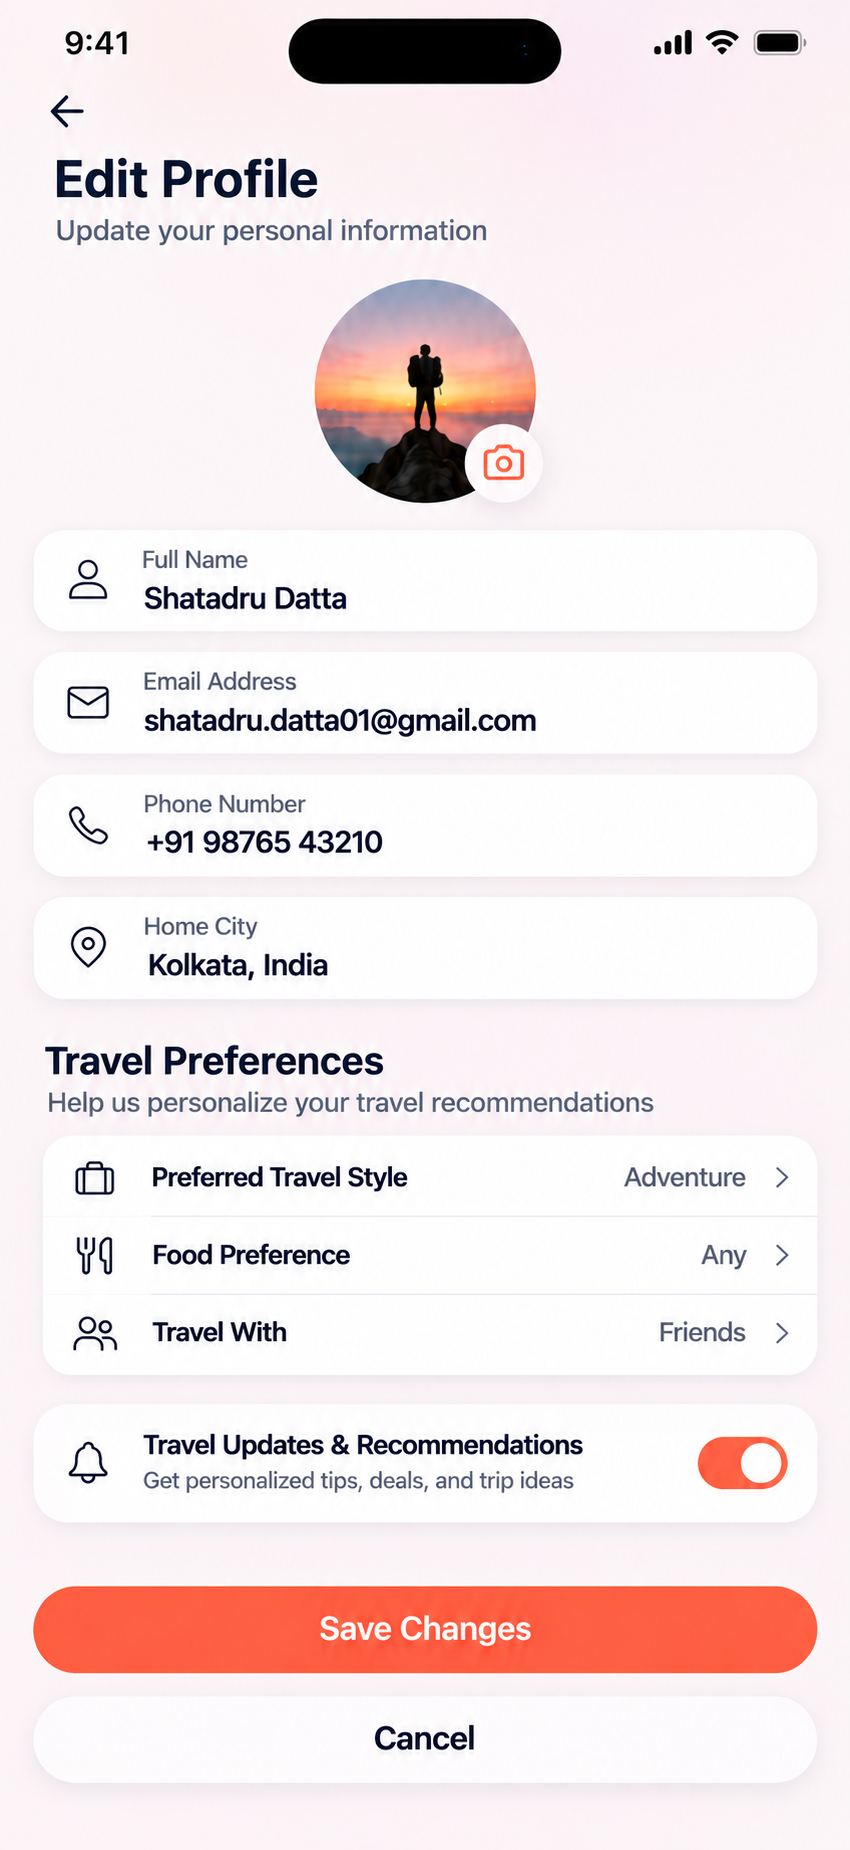 9:41
Edit Profile
Update your personal information
Full Name
Shatadru Datta
Email Address
shatadru.datta01@gmail.com
Phone Number
+91 98765 43210
Home City
Kolkata, India
Travel Preferences
Help us personalize your travel recommendations
Preferred Travel Style Adventure
Food Preference Any
Travel With Friends
Travel Updates & Recommendations
Get personalized tips, deals, and trip ideas
Save Changes
Cancel